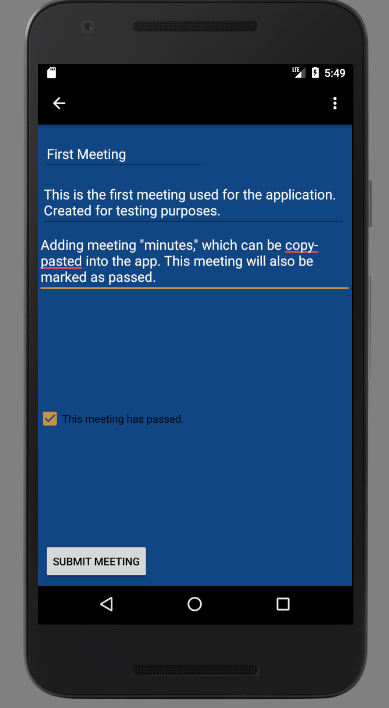 LTE 5:49
First Meeting
This is the first meeting used for the application.
Created for testing purposes.
Adding meeting "minutes," which can be copy-
pasted into the app. This meeting will also be
marked as passed.
This meeting has passed.
SUBMIT MEETING